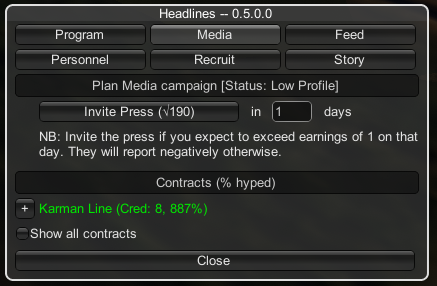 Headlines -- 0.5.0.0
Program Media Feed
Personnel Recruit Story
Plan Media campaign [Status: Low Profile]
Invite Press (√190) in 1 days
NB: Invite the press if you expect to exceed earnings of 1 on that
day. They will report negatively otherwise.
Contracts (% hyped)
+ Karman Line (Cred: 8, 887%)
Show all contracts
Close